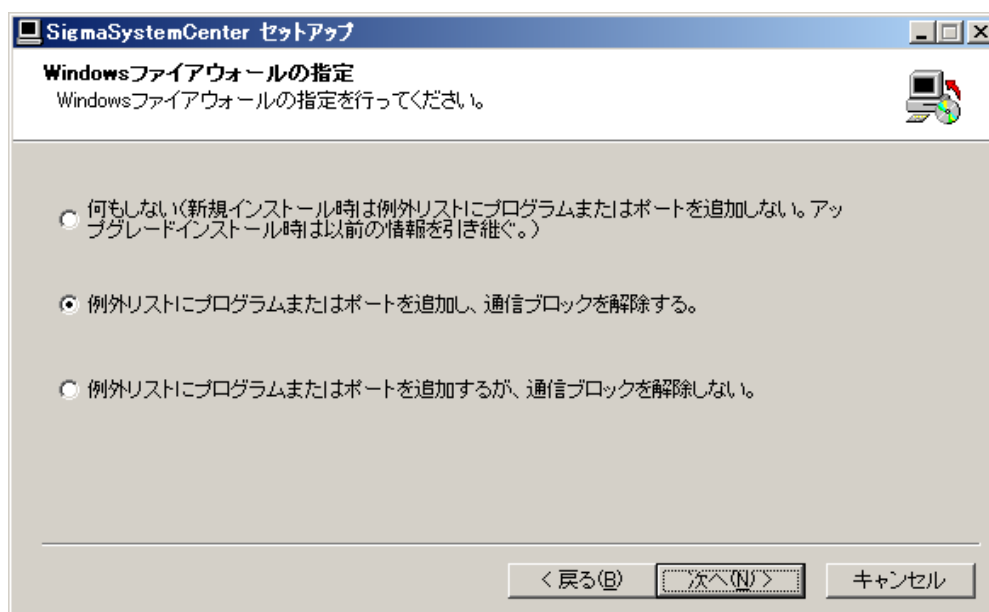 SigmaSystemCenter セットアップ
Windowsファイアウォールの指定
Windowsファイアウォールの指定を行ってください。
何もしない(新規インストール時は例外リストにプログラムまたはポートを追加しない。アッ
プグレードインストール時は以前の情報を引き継ぐ。)
例外リストにプログラムまたはポートを追加し、通信ブロックを解除する。
例外リストにプログラムまたはポートを追加するが、通信ブロックを解除しない。
< 戻る(B)
次へ(N) >
キャンセル